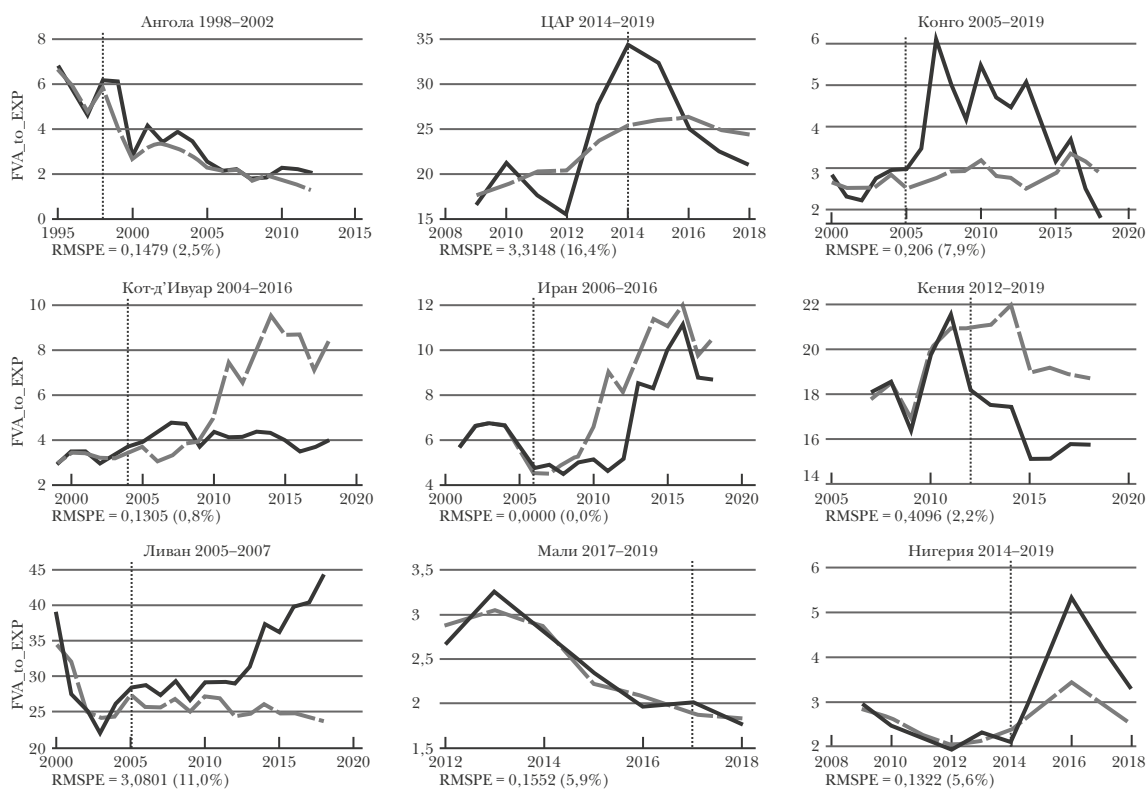 Ангола 1998–2002
FVA_to_EXP
8
6
4
2
0
1995 2000 2005 2010 2015
RMSPE = 0,1479 (2,5%)
ЦАР 2014–2019
35
30
25
20
15
2008 2010 2012 2014 2016 2018
RMSPE = 3,3148 (16,4%)
Конго 2005–2019
6
5
4
3
2
2000 2005 2010 2015 2020
RMSPE = 0,206 (7,9%)
Кот-д’Ивуар 2004–2016
FVA_to_EXP
10
8
6
4
2
2000 2005 2010 2015 2020
RMSPE = 0,1305 (0,8%)
Иран 2006–2016
12
10
8
6
4
2000 2005 2010 2015 2020
RMSPE = 0,0000 (0,0%)
Кения 2012–2019
22
20
18
16
14
2005 2010 2015 2020
RMSPE = 0,4096 (2,2%)
Ливан 2005–2007
FVA_to_EXP
45
40
35
30
25
20
2000 2005 2010 2015 2020
RMSPE = 3,0801 (11,0%)
Мали 2017–2019
3,5
3
2,5
2
1,5
2012 2014 2016 2018
RMSPE = 0,1552 (5,9%)
Нигерия 2014–2019
6
5
4
3
2
2008 2010 2012 2014 2016 2018
RMSPE = 0,1322 (5,6%)